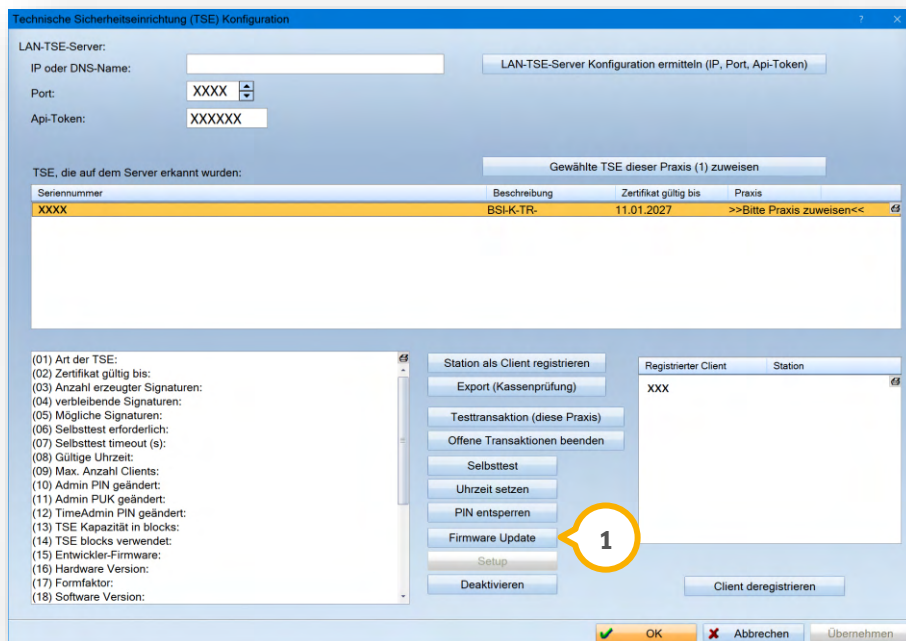 Technische Sicherheitseinrichtung (TSE) Konfiguration
LAN-TSE-Server:
IP oder DNS-Name:
LAN-TSE-Server Konfiguration ermitteln (IP, Port, Api-Token)
Port:
XXXX
Api-Token:
XXXXXX
TSE, die auf dem Server erkannt wurden:
Gewählte TSE dieser Praxis (1) zuweisen
Seriennummer Beschreibung Zertifikat gültig bis Praxis
XXXX BSI-K-TR- 11.01.2027 >>Bitte Praxis zuweisen<<
(01) Art der TSE:
(02) Zertifikat gültig bis:
(03) Anzahl erzeugter Signaturen:
(04) verbleibende Signaturen:
(05) Mögliche Signaturen:
(06) Selbsttest erforderlich:
(07) Selbsttest timeout (s):
(08) Gültige Uhrzeit:
(09) Max. Anzahl Clients:
(10) Admin PIN geändert:
(11) Admin PUK geändert:
(12) TimeAdmin PIN geändert:
(13) TSE Kapazität in blocks:
(14) TSE blocks verwendet:
(15) Entwickler-Firmware:
(16) Hardware Version:
(17) Formfaktor:
(18) Software Version:
Station als Client registrieren
Export (Kassenprüfung)
Testtransaktion (diese Praxis)
Offene Transaktionen beenden
Selbsttest
Uhrzeit setzen
PIN entsperren
Firmware Update
1
Setup
Deaktivieren
Registrierter Client Station
XXX
Client deregistrieren
OK
Abbrechen
Übernehmen